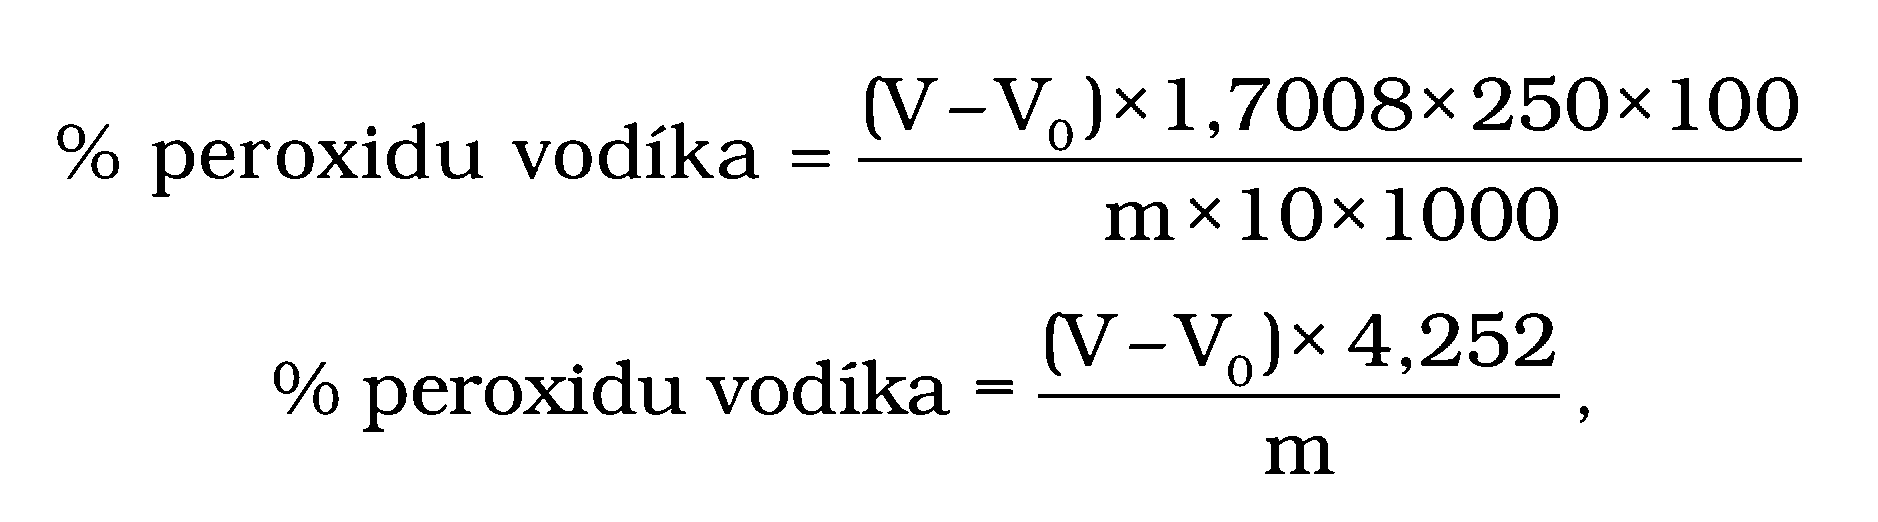 % peroxidu vodíka = (V–V₀)×1,7008×250×100
m×10×1000
% peroxidu vodíka = (V–V₀)× 4,252
m ,